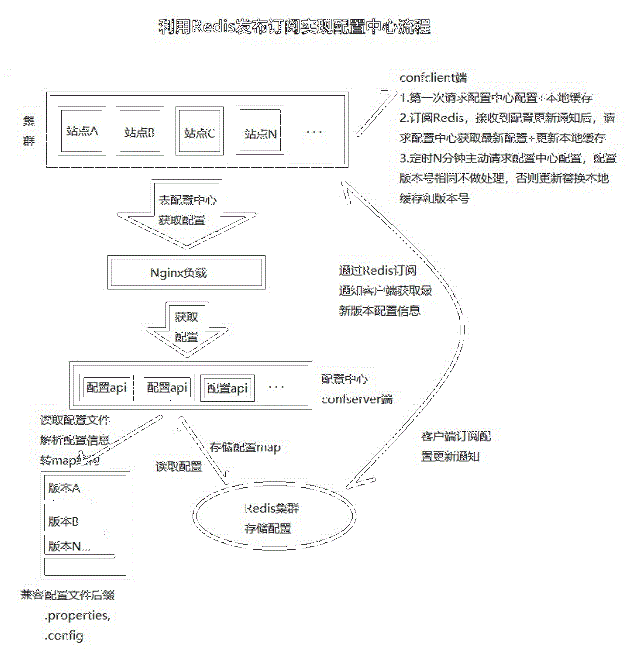 利用Redis发布订阅实现配置中心流程
confclient端
1.第一次请求配置中心配置+本地缓存
2.订阅Redis，接收到配置更新通知后，请
求配置中心获取最新配置+更新本地缓存
3.定时N分钟主动请求配置中心配置，配置
版本号相同不做处理，否则更新替换本地
缓存和版本号
集
群
站点A
站点B
站点C
站点N
...
去配置中心
获取配置
Nginx负载
通过Redis订阅
通知客户端获取最
新版本配置信息
获取
配置
配置api
配置api
配置api
...
配置中心
confserver端
读取配置文件
解析配置信息
转map
存储配置map
读取配置
客户端订阅配
置更新通知
版本A
版本B
版本N...
Redis集群
存储配置
兼容配置文件后缀
.properties,
.config